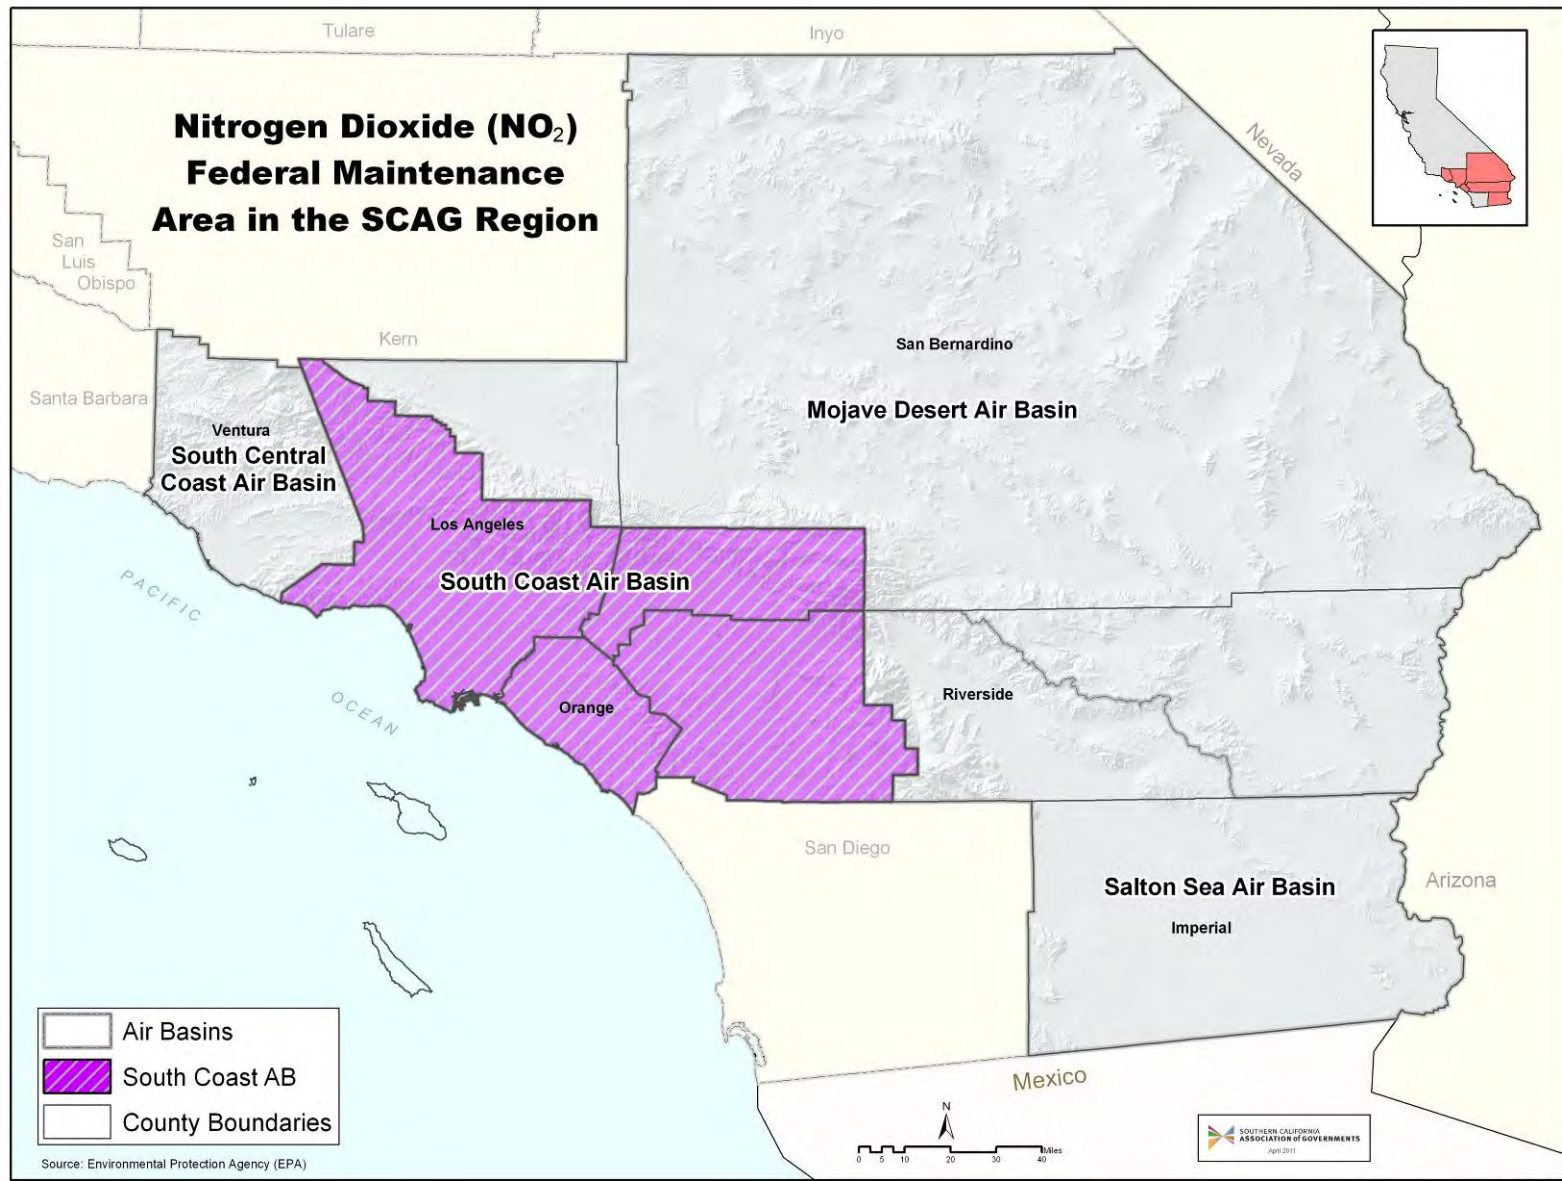 Tulare
Inyo
Nitrogen Dioxide (NO₂)
Federal Maintenance
Area in the SCAG Region
Nevada
San
Luis
Obispo
Kern
San Bernardino
Santa Barbara
Mojave Desert Air Basin
Ventura
South Central
Coast Air Basin
Los Angeles
South Coast Air Basin
PACIFIC
OCEAN
Orange
Riverside
San Diego
Salton Sea Air Basin
Arizona
Imperial
Air Basins
South Coast AB
County Boundaries
Mexico
N
Miles
0 5 10 20 30 40
SOUTHERN CALIFORNIA
ASSOCIATION of GOVERNMENTS
April 2011
Source: Environmental Protection Agency (EPA)